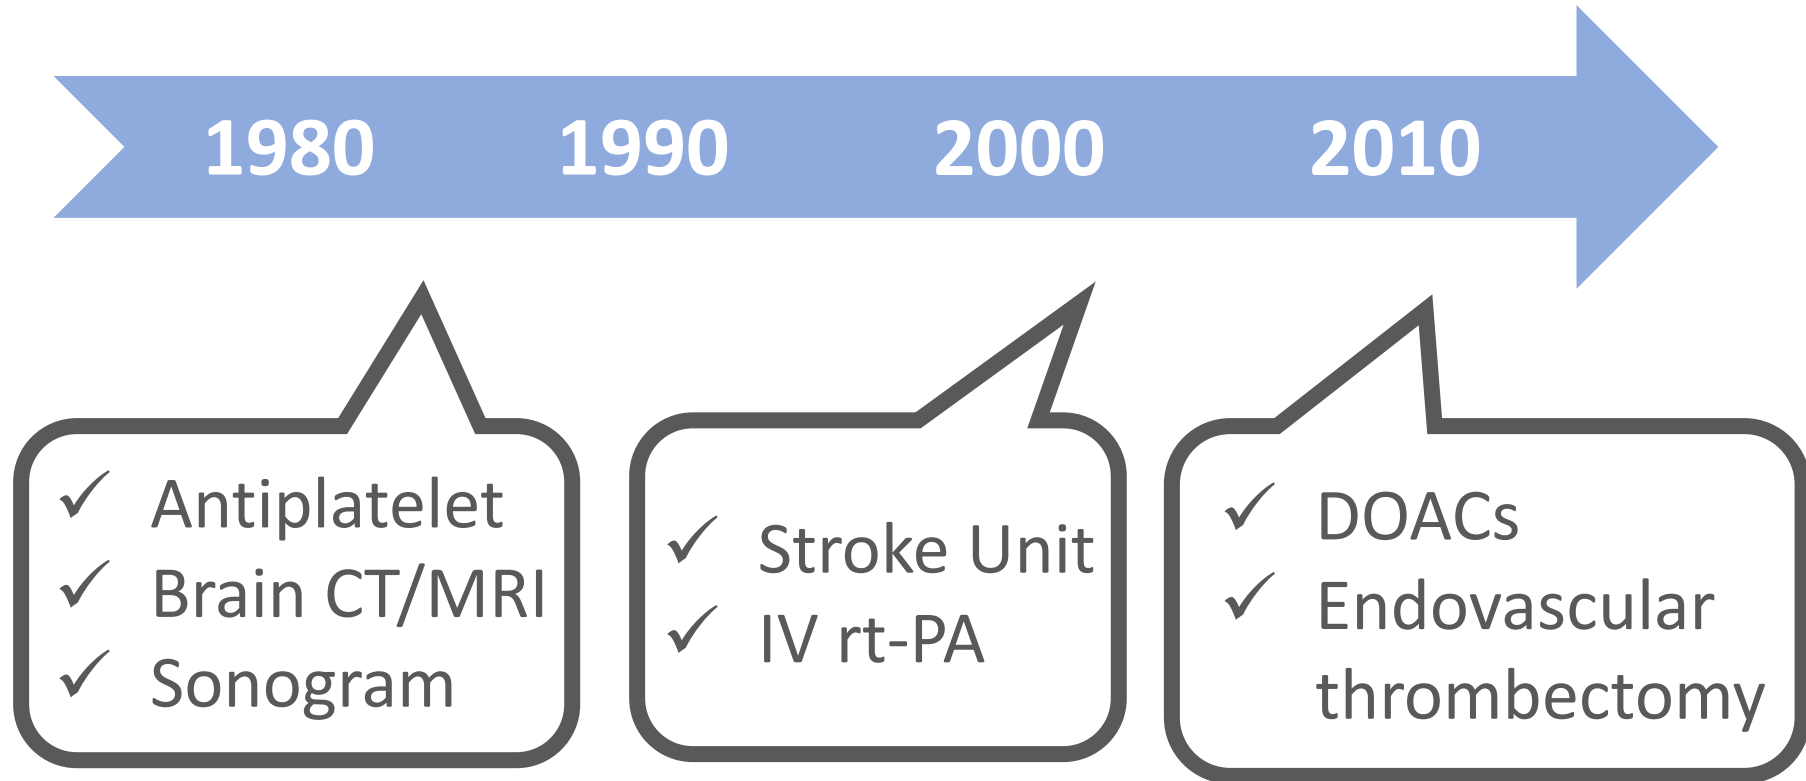 1980 1990 2000 2010
✓ Antiplatelet
✓ Brain CT/MRI
✓ Sonogram
✓ Stroke Unit
✓ IV rt-PA
✓ DOACs
✓ Endovascular
thrombectomy